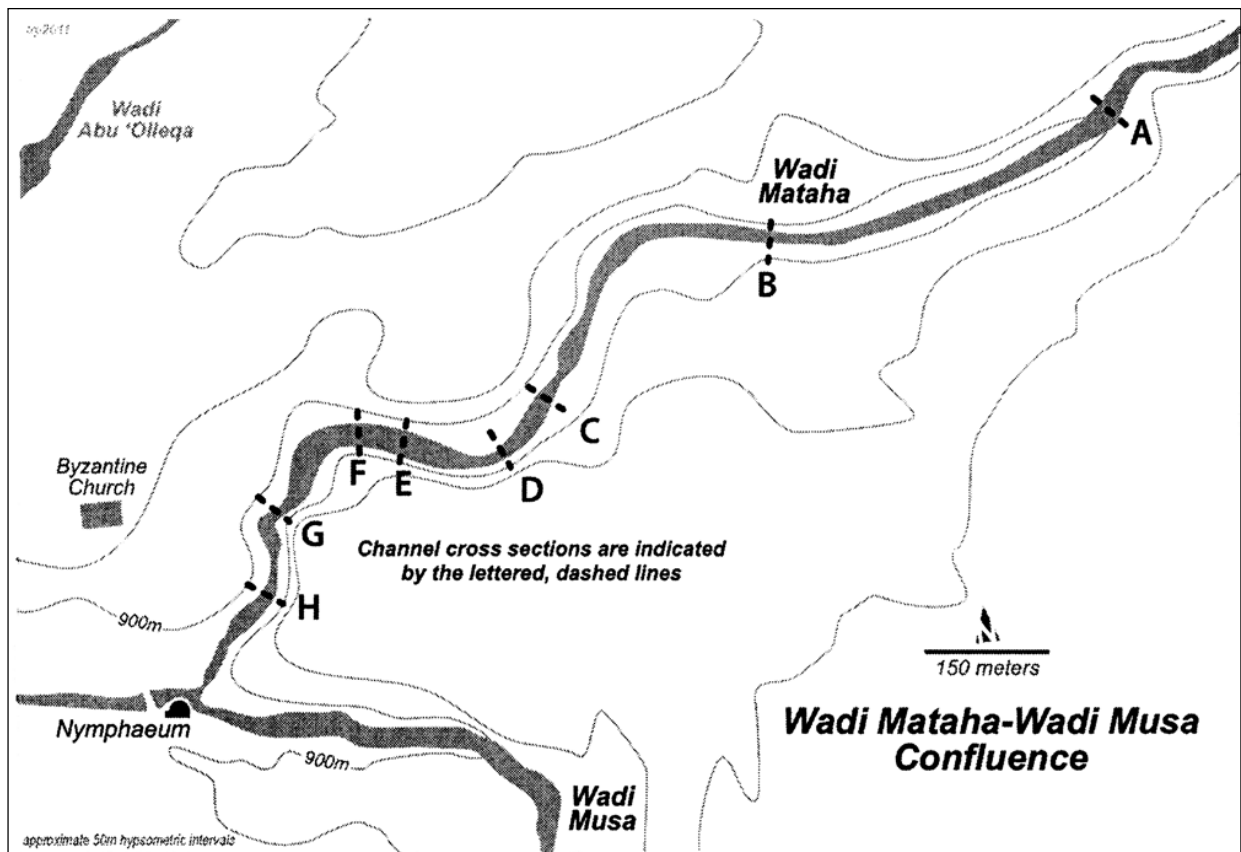 Wadi
Abu 'Olleqa
Wadi
Mataha
A
B
C
D
E
F
G
H
Byzantine
Church
Channel cross sections are indicated
by the lettered, dashed lines
900m
150 meters
Nymphaeum
900m
Wadi Mataha-Wadi Musa
Confluence
Wadi
Musa
approximate 50m hypsometric intervals